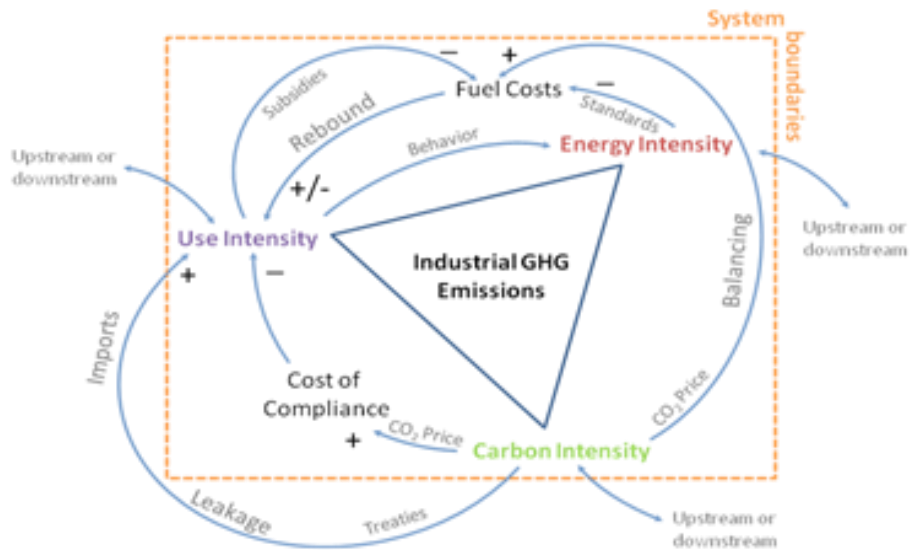 System
boundaries
−
+
Fuel Costs
−
Subsidies
Rebound
Standards
Behavior
Energy Intensity
Upstream or
downstream
+/-
Use Intensity
+
−
Industrial GHG
Emissions
Upstream or
downstream
Balancing
Imports
Cost of
Compliance
+
CO₂ Price
CO₂ Price
Carbon Intensity
Leakage
Treaties
Upstream or
downstream